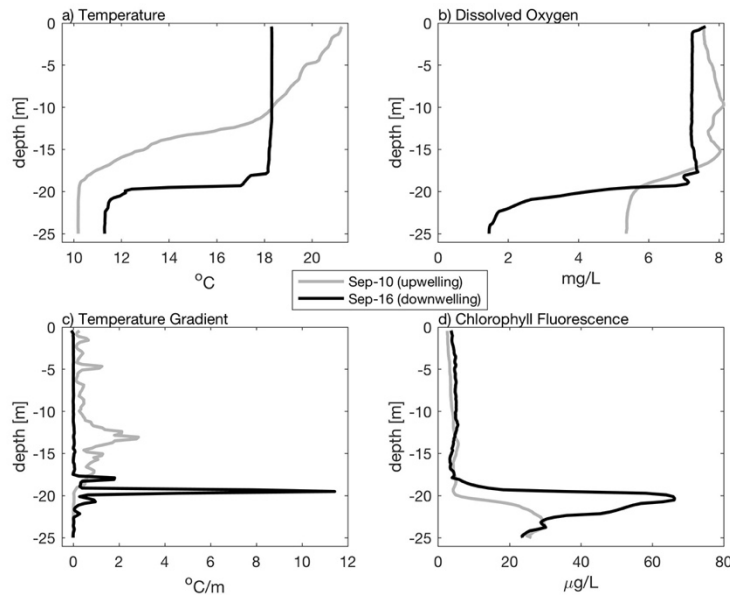 a) Temperature
b) Dissolved Oxygen
0
-5
-10
-15
-20
-25
depth [m]
10 12 14 16 18 20
°C
0
-5
-10
-15
-20
-25
depth [m]
0 2 4 6 8
mg/L
Sep-10 (upwelling)
Sep-16 (downwelling)
c) Temperature Gradient
d) Chlorophyll Fluorescence
0
-5
-10
-15
-20
-25
depth [m]
0 2 4 6 8 10 12
°C/m
0
-5
-10
-15
-20
-25
depth [m]
0 20 40 60 80
μg/L